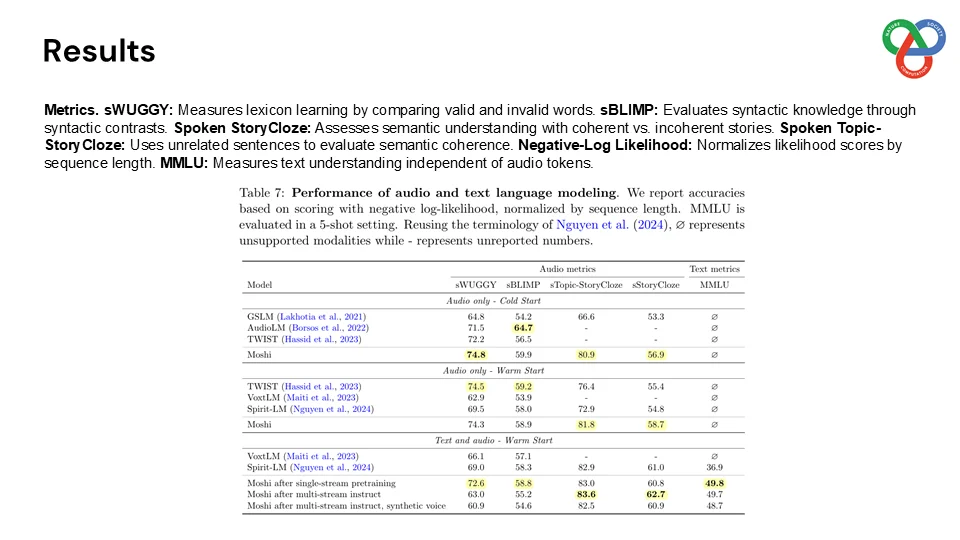 Results
NATURE
SOCIETY
COMPUTATION
Metrics. sWUGGY: Measures lexicon learning by comparing valid and invalid words. sBLIMP: Evaluates syntactic knowledge through
syntactic contrasts. Spoken StoryCloze: Assesses semantic understanding with coherent vs. incoherent stories. Spoken Topic-
StoryCloze: Uses unrelated sentences to evaluate semantic coherence. Negative-Log Likelihood: Normalizes likelihood scores by
sequence length. MMLU: Measures text understanding independent of audio tokens.
Table 7: Performance of audio and text language modeling. We report accuracies
based on scoring with negative log-likelihood, normalized by sequence length. MMLU is
evaluated in a 5-shot setting. Reusing the terminology of Nguyen et al. (2024), ∅ represents
unsupported modalities while - represents unreported numbers.
Audio metrics Text metrics
Model sWUGGY sBLIMP sTopic-StoryCloze sStoryCloze MMLU
Audio only - Cold Start
GSLM (Lakhotia et al., 2021) 64.8 54.2 66.6 53.3 ∅
AudioLM (Borsos et al., 2022) 71.5 64.7 - - ∅
TWIST (Hassid et al., 2023) 72.2 56.5 - - ∅
Moshi 74.8 59.9 80.9 56.9 ∅
Audio only - Warm Start
TWIST (Hassid et al., 2023) 74.5 59.2 76.4 55.4 ∅
VoxtLM (Maiti et al., 2023) 62.9 53.9 - - ∅
Spirit-LM (Nguyen et al., 2024) 69.5 58.0 72.9 54.8 ∅
Moshi 74.3 58.9 81.8 58.7 ∅
Text and audio - Warm Start
VoxtLM (Maiti et al., 2023) 66.1 57.1 - - ∅
Spirit-LM (Nguyen et al., 2024) 69.0 58.3 82.9 61.0 36.9
Moshi after single-stream pretraining 72.6 58.8 83.0 60.8 49.8
Moshi after multi-stream instruct 63.0 55.2 83.6 62.7 49.7
Moshi after multi-stream instruct, synthetic voice 60.9 54.6 82.5 60.9 48.7